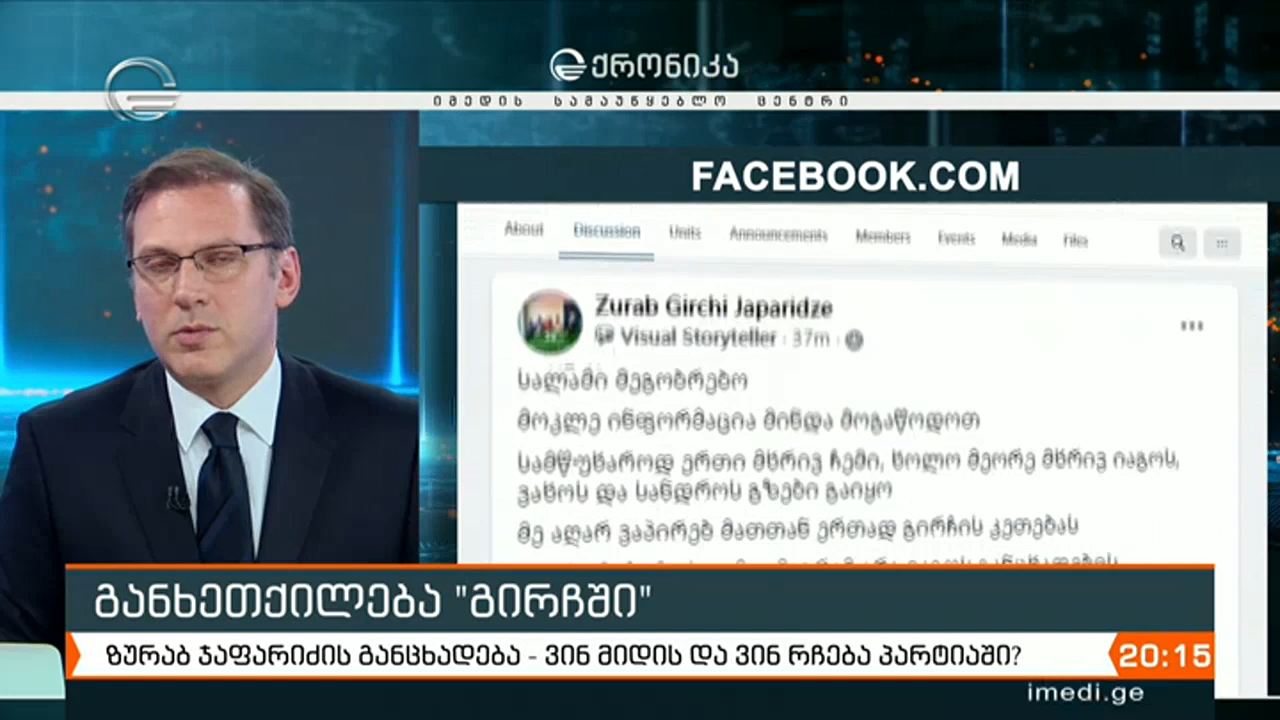 ქრონიკა
იმედის სამაუწყებლო ცენტრი
FACEBOOK.COM
About Discussion Units Announcements Members Events Media Files
Zurab Girchi Japaridze
Visual Storyteller · 37m
სალამი მეგობრებო
მოკლე ინფორმაცია მინდა მოგაწოდოთ
სამწუხაროდ ერთი მხრივ ჩემი, ხოლო მეორე მხრივ იაგოს,
ვახოს და სანდროს გზები გაიყო
მე აღარ ვაპირებ მათთან ერთად გირჩის კეთებას
განხეთქილება "გირჩში"
ზურაბ ჯაფარიძის განცხადება - ვინ მიდის და ვინ რჩება პარტიაში?
20:15
imedi.ge